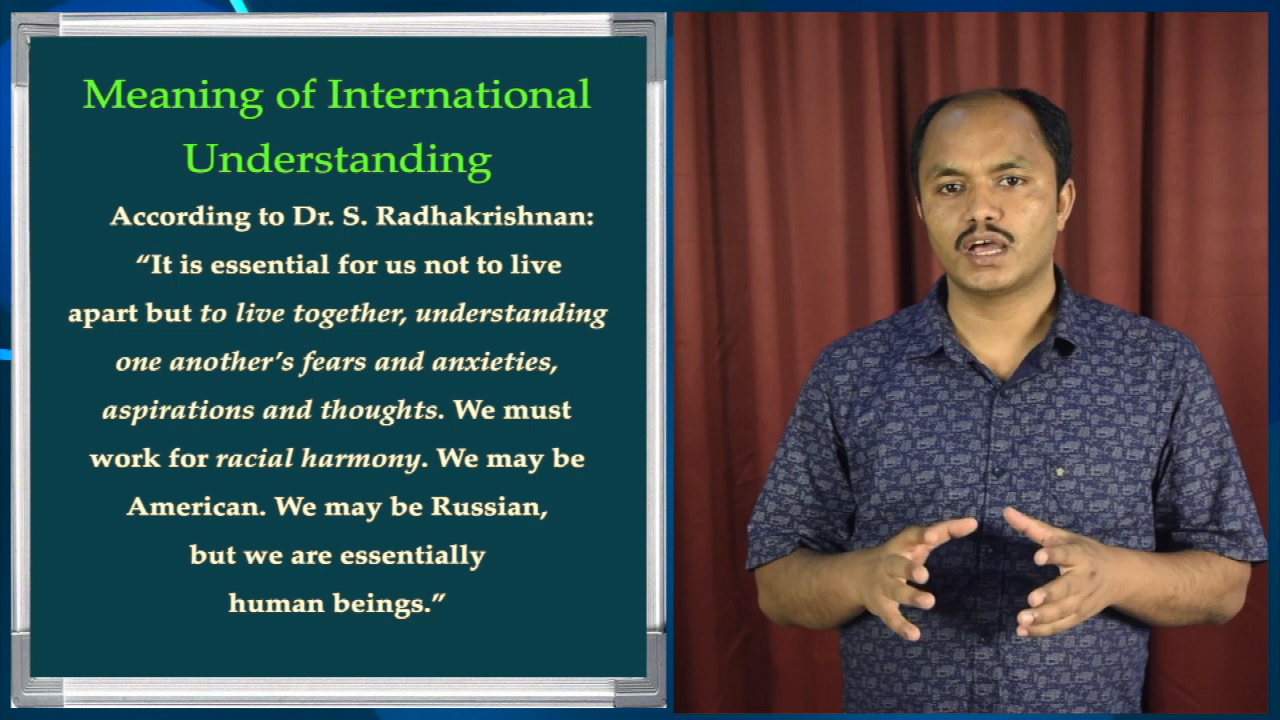 Meaning of International
Understanding
According to Dr. S. Radhakrishnan:
“It is essential for us not to live
apart but to live together, understanding
one another’s fears and anxieties,
aspirations and thoughts. We must
work for racial harmony. We may be
American. We may be Russian,
but we are essentially
human beings.”